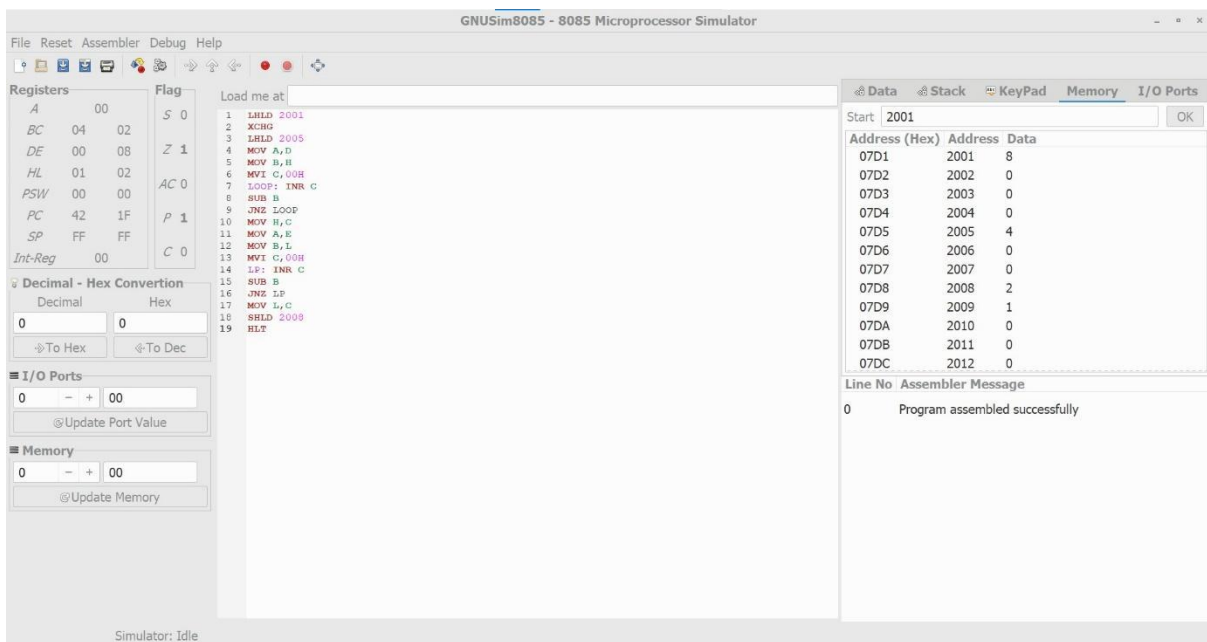 GNUSim8085 - 8085 Microprocessor Simulator
File Reset Assembler Debug Help
Registers
A 00
BC 04 02
DE 00 08
HL 01 02
PSW 00 00
PC 42 1F
SP FF FF
Int-Reg 00
Flag
S 0
Z 1
AC 0
P 1
C 0
Decimal - Hex Convertion
Decimal Hex
0 0
To Hex To Dec
I/O Ports
0 - + 00
Update Port Value
Memory
0 - + 00
Update Memory
Load me at
1 LHLD 2001
2 XCHG
3 LHLD 2005
4 MOV A,D
5 MOV B,H
6 MVI C,00H
7 LOOP: INR C
8 SUB B
9 JNZ LOOP
10 MOV H,C
11 MOV A,E
12 MOV B,L
13 MVI C,00H
14 LP: INR C
15 SUB B
16 JNZ LP
17 MOV L,C
18 SHLD 2008
19 HLT
Data Stack KeyPad Memory I/O Ports
Start 2001 OK
Address (Hex) Address Data
07D1 2001 8
07D2 2002 0
07D3 2003 0
07D4 2004 0
07D5 2005 4
07D6 2006 0
07D7 2007 0
07D8 2008 2
07D9 2009 1
07DA 2010 0
07DB 2011 0
07DC 2012 0
Line No Assembler Message
0 Program assembled successfully
Simulator: Idle